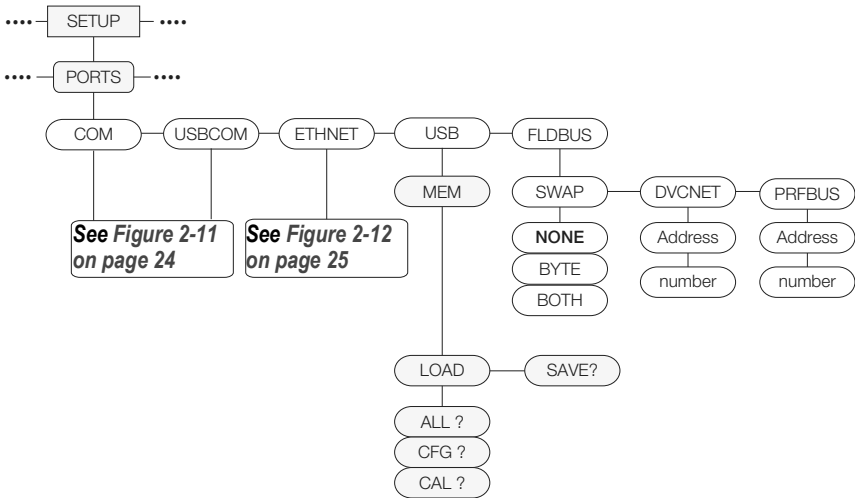 •••• SETUP ••••
•••• PORTS ••••
COM USBCOM ETHNET USB FLDBUS
MEM SWAP DVCNET PRFBUS
See Figure 2-11
on page 24
See Figure 2-12
on page 25
NONE Address Address
BYTE number number
BOTH
LOAD SAVE?
ALL ?
CFG ?
CAL ?